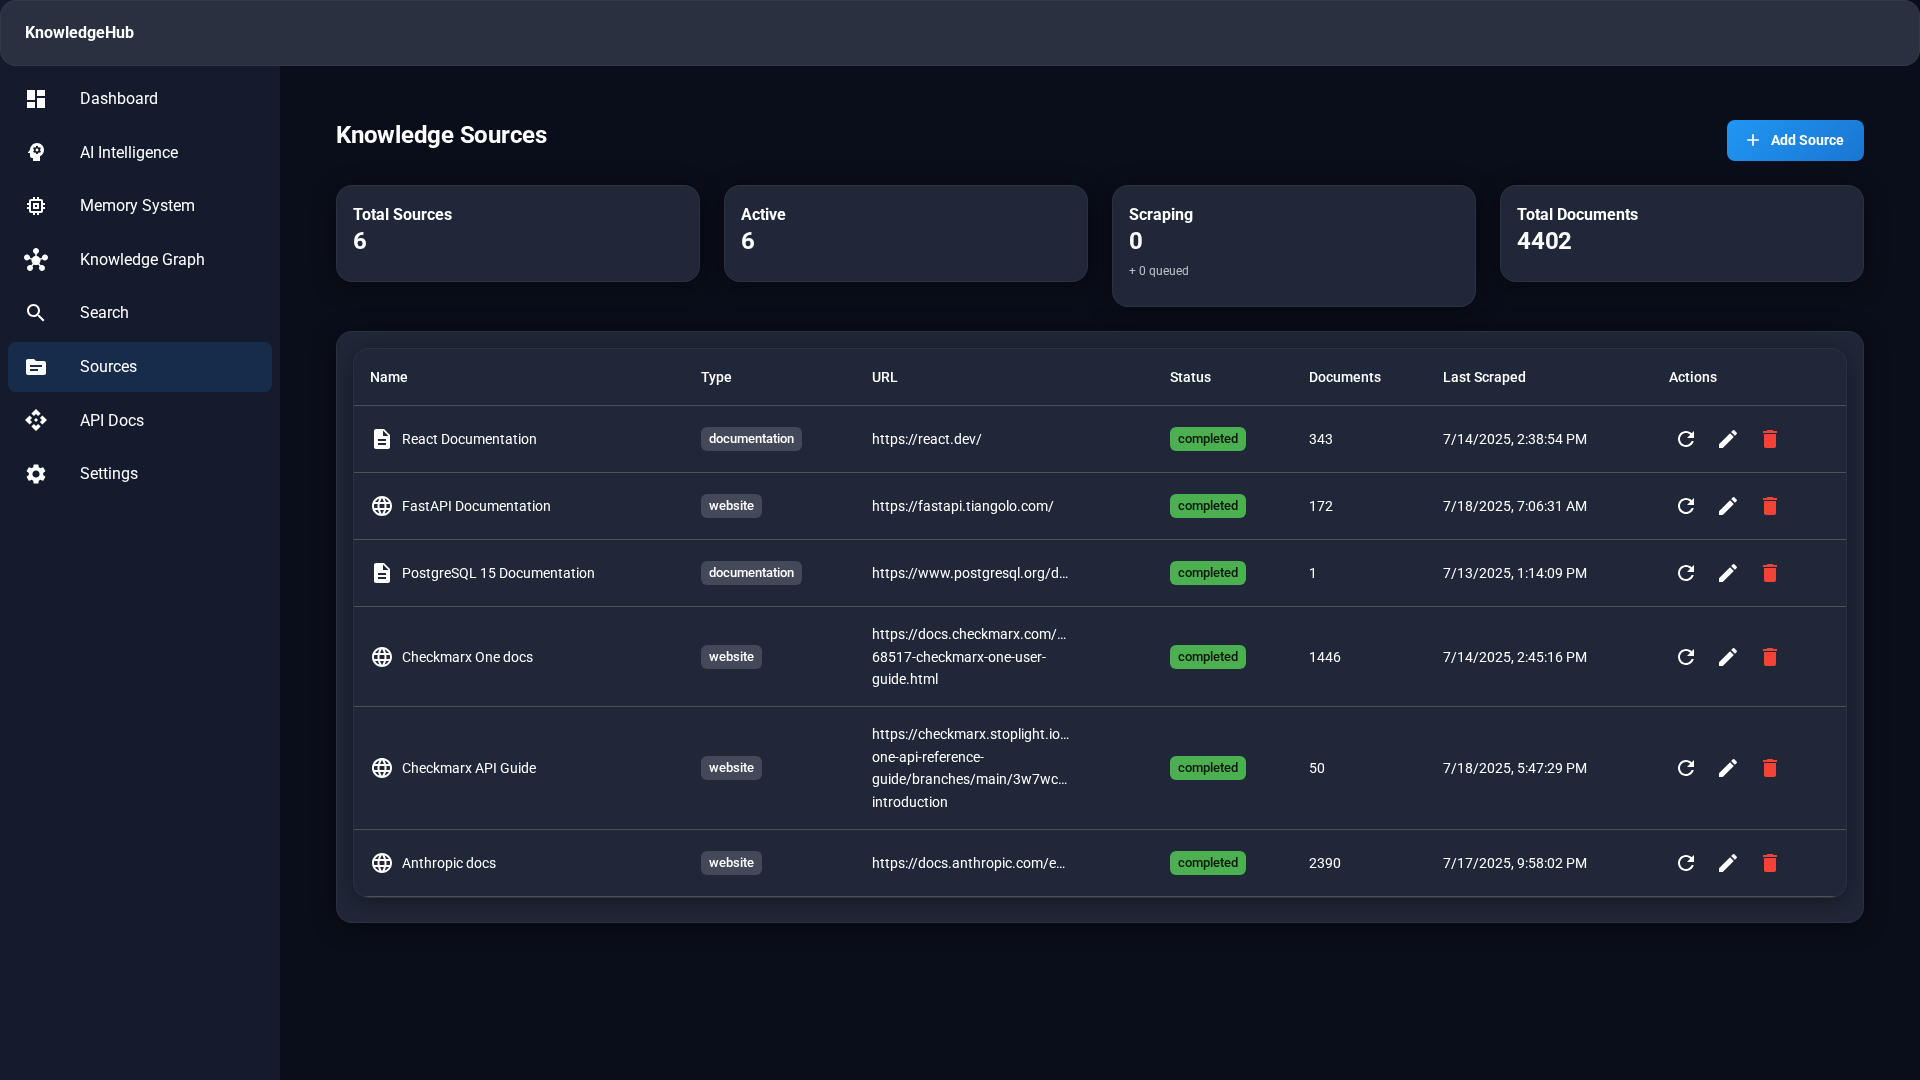 KnowledgeHub
Dashboard
AI Intelligence
Memory System
Knowledge Graph
Search
Sources
API Docs
Settings
Knowledge Sources
Add Source
Total Sources
6
Active
6
Scraping
0
+ 0 queued
Total Documents
4402
Name Type URL Status Documents Last Scraped Actions
React Documentation documentation https://react.dev/ completed 343 7/14/2025, 2:38:54 PM
FastAPI Documentation website https://fastapi.tiangolo.com/ completed 172 7/18/2025, 7:06:31 AM
PostgreSQL 15 Documentation documentation https://www.postgresql.org/d… completed 1 7/13/2025, 1:14:09 PM
https://docs.checkmarx.com/…
Checkmarx One docs website 68517-checkmarx-one-user- completed 1446 7/14/2025, 2:45:16 PM
guide.html
https://checkmarx.stoplight.io…
one-api-reference-
Checkmarx API Guide website completed 50 7/18/2025, 5:47:29 PM
guide/branches/main/3w7wc…
introduction
Anthropic docs website https://docs.anthropic.com/e… completed 2390 7/17/2025, 9:58:02 PM